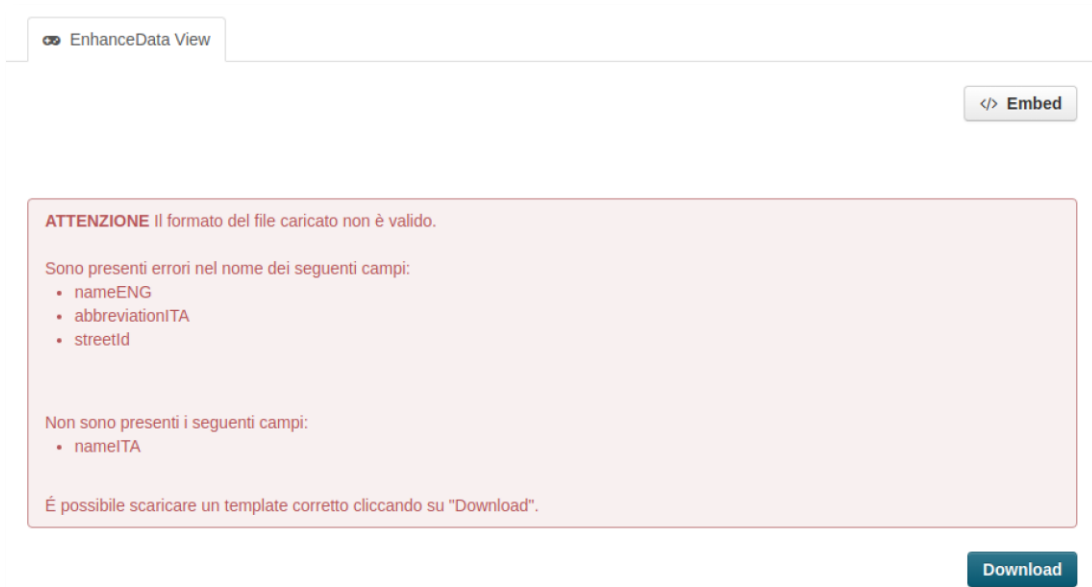 EnhanceData View
</> Embed
ATTENZIONE Il formato del file caricato non è valido.
Sono presenti errori nel nome dei seguenti campi:
• nameENG
• abbreviationITA
• streetId
Non sono presenti i seguenti campi:
• nameITA
É possibile scaricare un template corretto cliccando su "Download".
Download